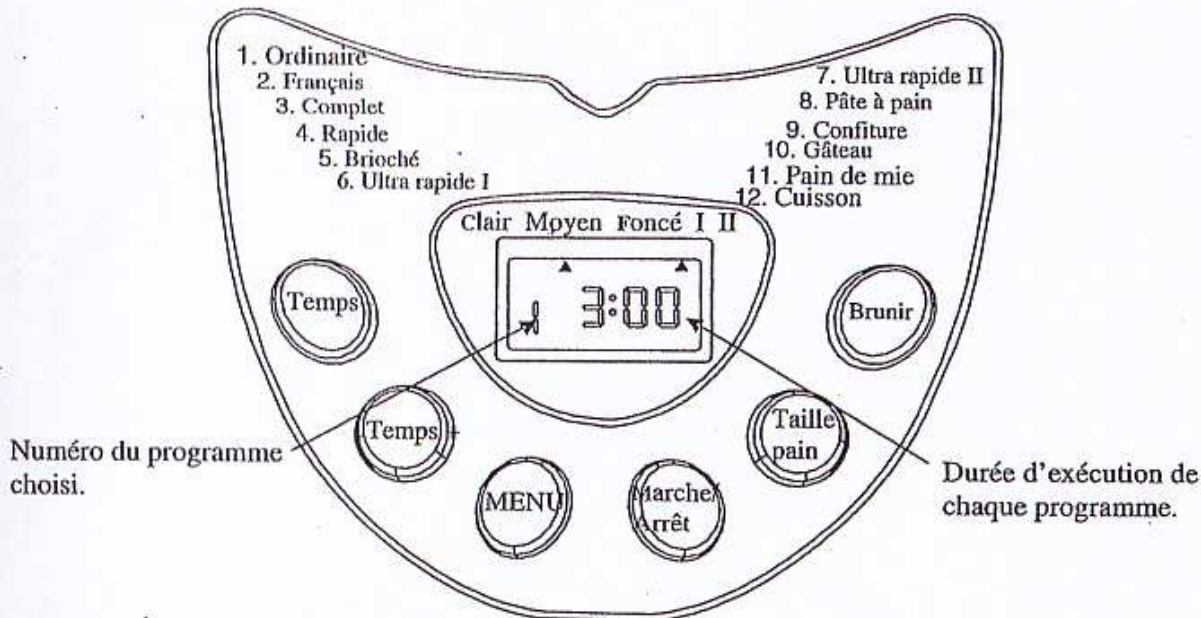 1. Ordinaire
2. Français
3. Complet
4. Rapide
5. Brioché
6. Ultra rapide I
7. Ultra rapide II
8. Pâte à pain
9. Confiture
10. Gâteau
11. Pain de mie
12. Cuisson
Clair Moyen Foncé I II
1 3:00
Temps
Brunir
Temps +
Taille
pain
MENU
Marche/
Arrêt
Numéro du programme
choisi.
Durée d'exécution de
chaque programme.